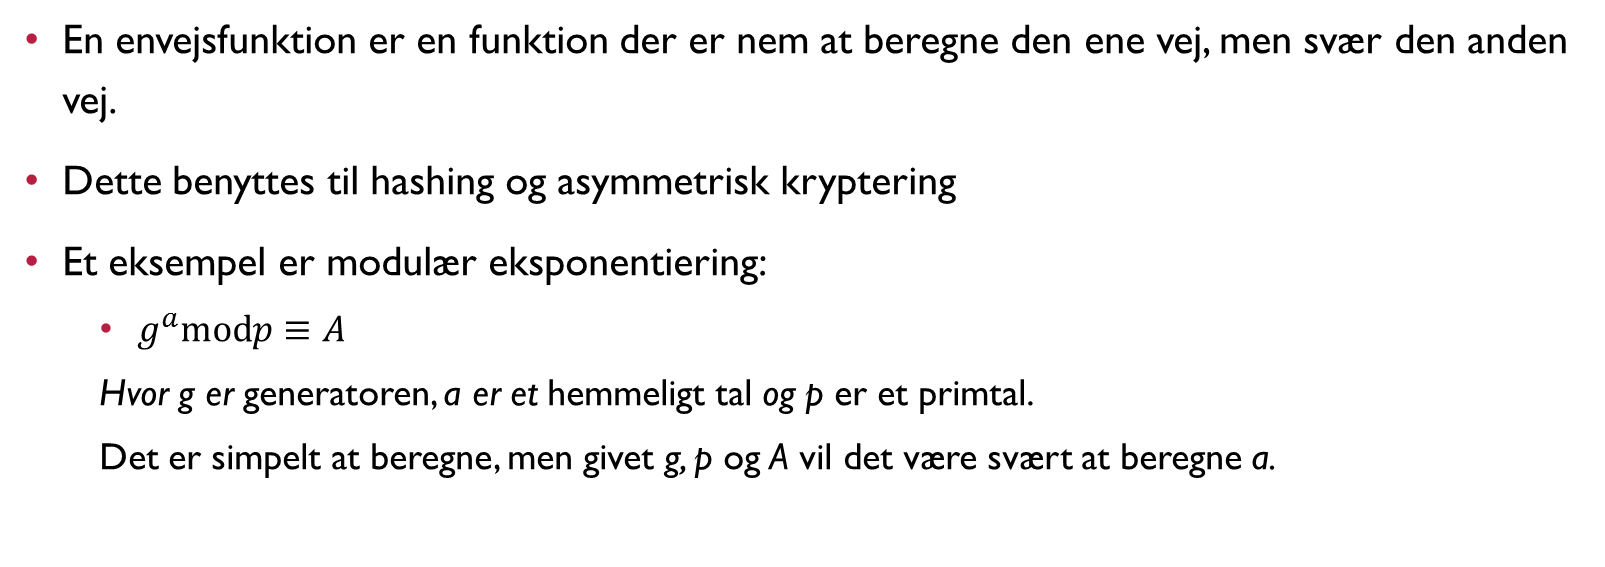 • En envejsfunktion er en funktion der er nem at beregne den ene vej, men svær den anden
vej.
• Dette benyttes til hashing og asymmetrisk kryptering
• Et eksempel er modulær eksponentiering:
• gᵃmodp ≡ A
Hvor g er generatoren, a er et hemmeligt tal og p er et primtal.
Det er simpelt at beregne, men givet g, p og A vil det være svært at beregne a.